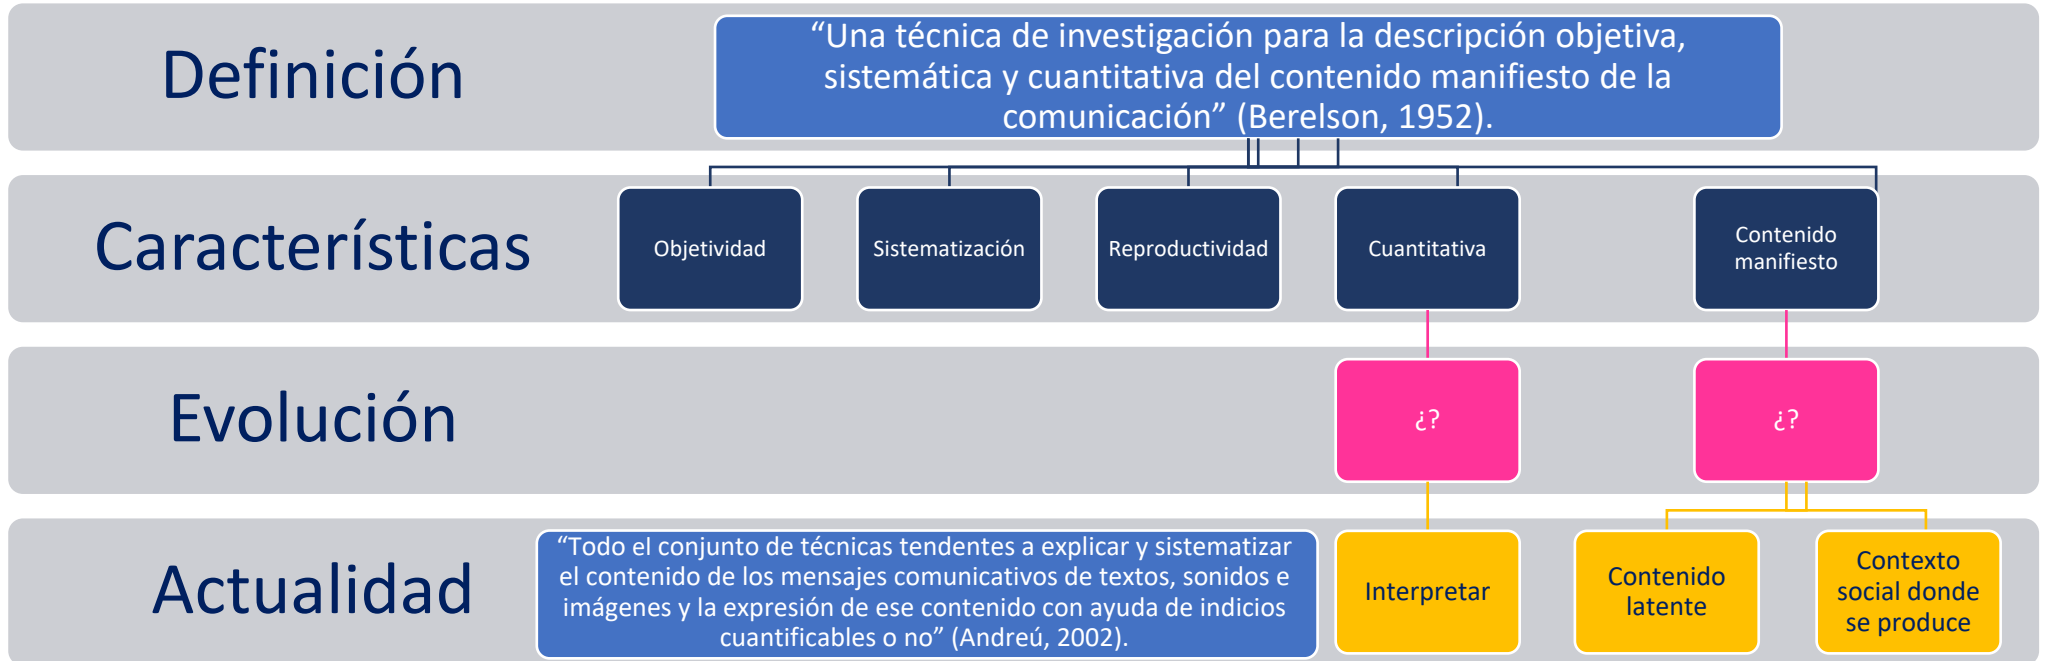 Definición
“Una técnica de investigación para la descripción objetiva,
sistemática y cuantitativa del contenido manifiesto de la
comunicación” (Berelson, 1952).
Características
Objetividad
Sistematización
Reproductividad
Cuantitativa
Contenido
manifiesto
Evolución
¿?
¿?
Actualidad
“Todo el conjunto de técnicas tendentes a explicar y sistematizar
el contenido de los mensajes comunicativos de textos, sonidos e
imágenes y la expresión de ese contenido con ayuda de indicios
cuantificables o no” (Andreú, 2002).
Interpretar
Contenido
latente
Contexto
social donde
se produce